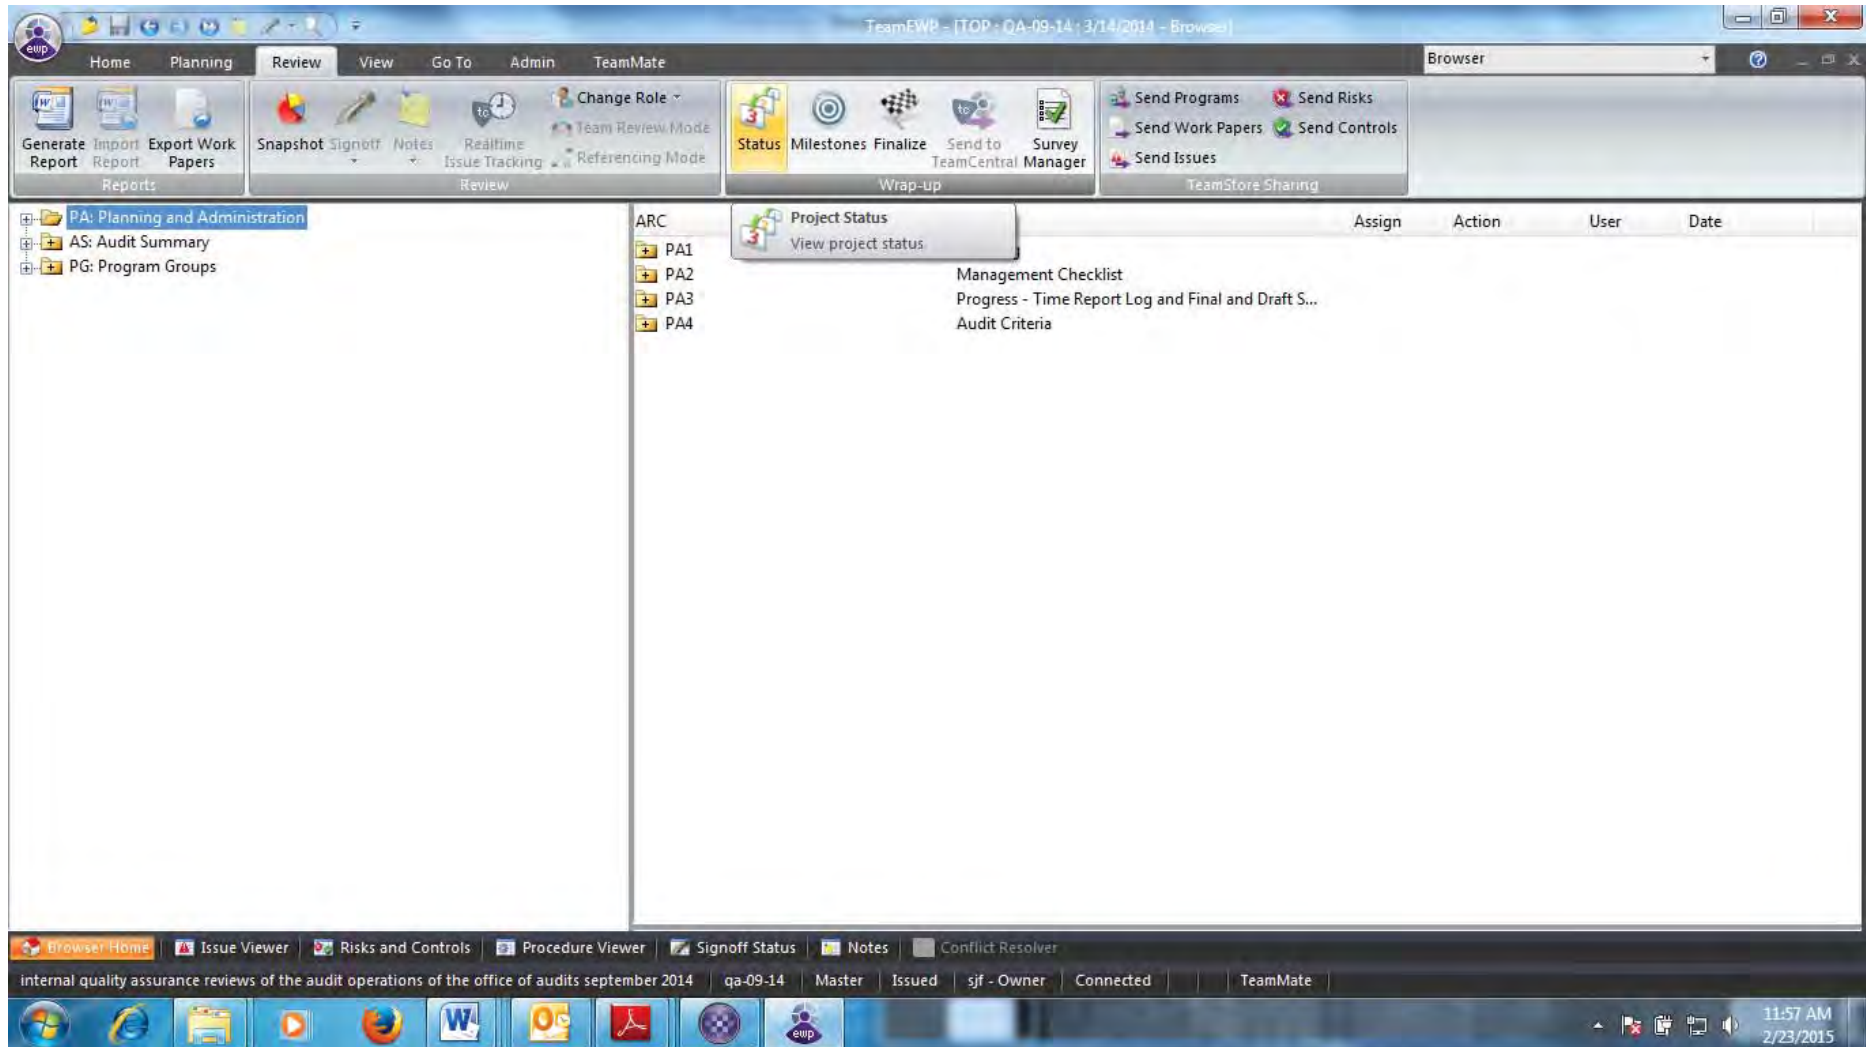 TeamEWP - [TOP : QA-09-14 : 3/14/2014 - Browser]
ewp
Home Planning Review View Go To Admin TeamMate Browser
Generate Report
Import Report
Export Work Papers
Reports
Snapshot
Signoff
Notes
Realtime Issue Tracking
Change Role
Team Review Mode
Referencing Mode
Review
Status
Milestones
Finalize
Send to TeamCentral
Survey Manager
Wrap-up
Send Programs
Send Work Papers
Send Issues
Send Risks
Send Controls
TeamStore Sharing
PA: Planning and Administration
AS: Audit Summary
PG: Program Groups
Project Status
View project status
ARC Assign Action User Date
PA1
PA2 Management Checklist
PA3 Progress - Time Report Log and Final and Draft S...
PA4 Audit Criteria
Browser Home Issue Viewer Risks and Controls Procedure Viewer Signoff Status Notes Conflict Resolver
internal quality assurance reviews of the audit operations of the office of audits september 2014 qa-09-14 Master Issued sjf - Owner Connected TeamMate
ewp
11:57 AM
2/23/2015